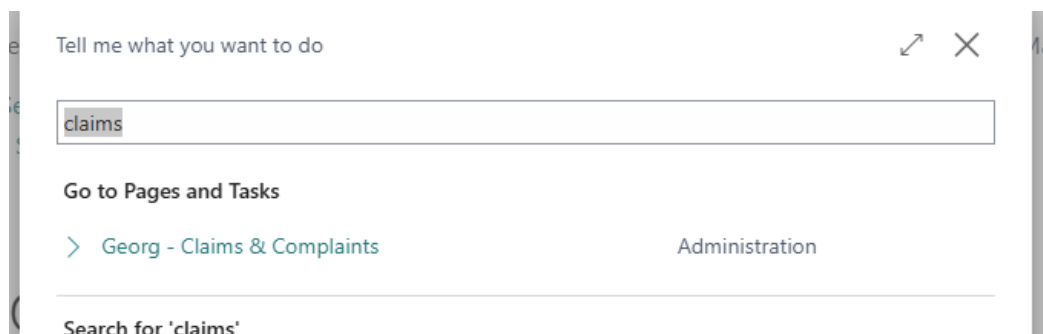 Tell me what you want to do
claims
Go to Pages and Tasks
Georg - Claims & Complaints Administration
Search for 'claims'